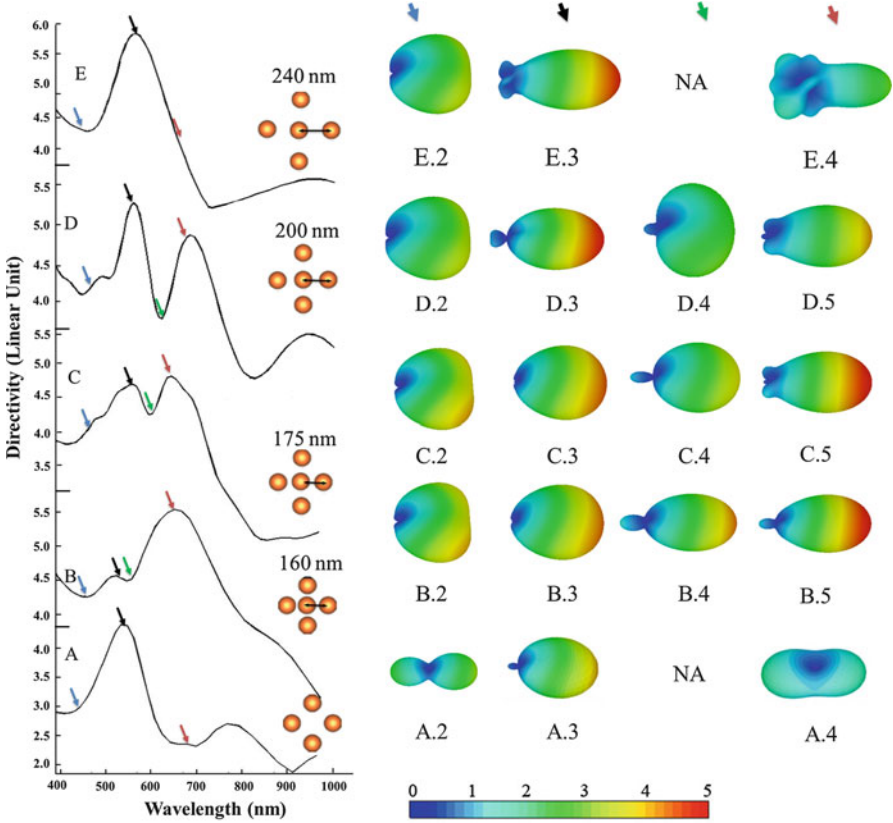 6.0
E
5.5
240 nm
5.0
NA
4.5
4.0
E.2 E.3 E.4
5.5
D
200 nm
5.0
4.5
4.0
D.2 D.3 D.4 D.5
5.5
C
4.5
4.0
175 nm
3.5
C.2 C.3 C.4 C.5
5.5
5.0
160 nm
4.5
B
4.0
B.2 B.3 B.4 B.5
A
4.0
3.5
NA
3.0
2.5
A.2 A.3 A.4
2.0
400 500 600 700 800 900 1000
Wavelength (nm)
Directivity (Linear Unit)
0 1 2 3 4 5